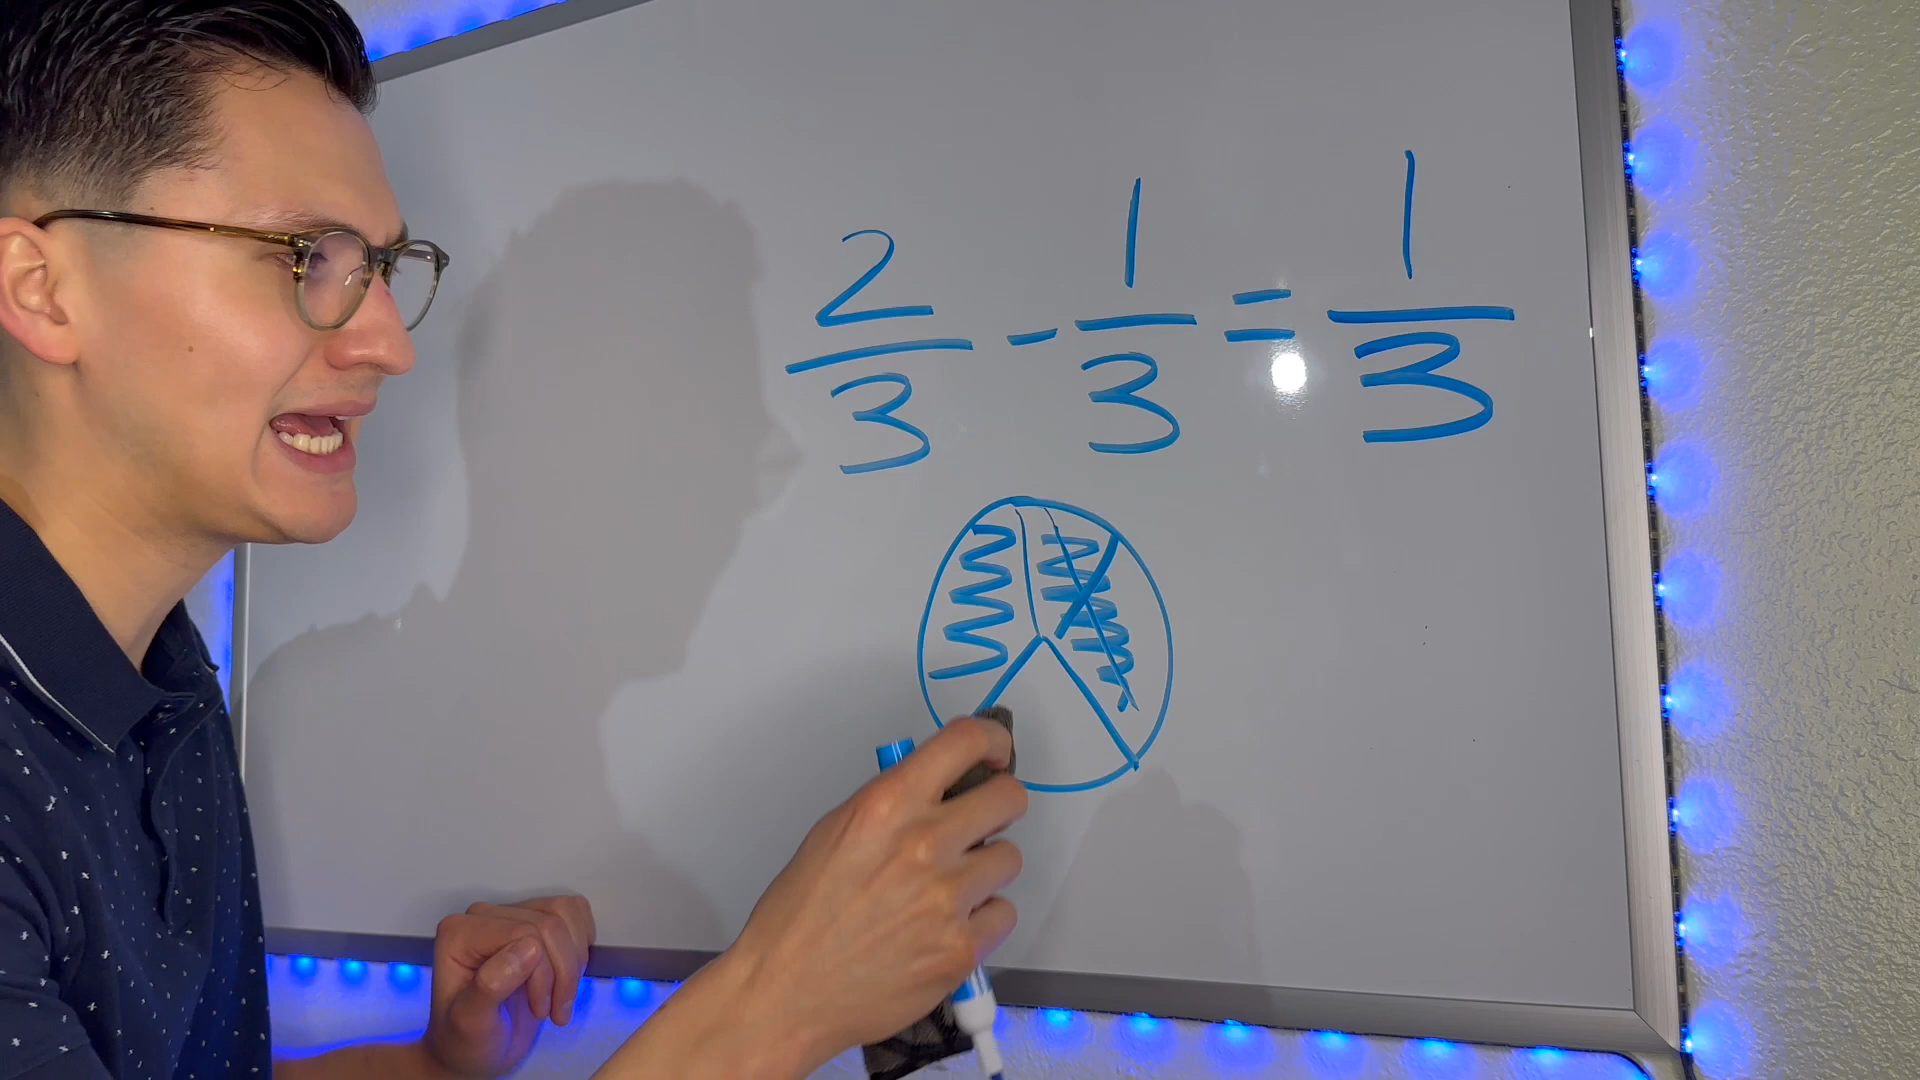 2/3 - 1/3 = 1/3